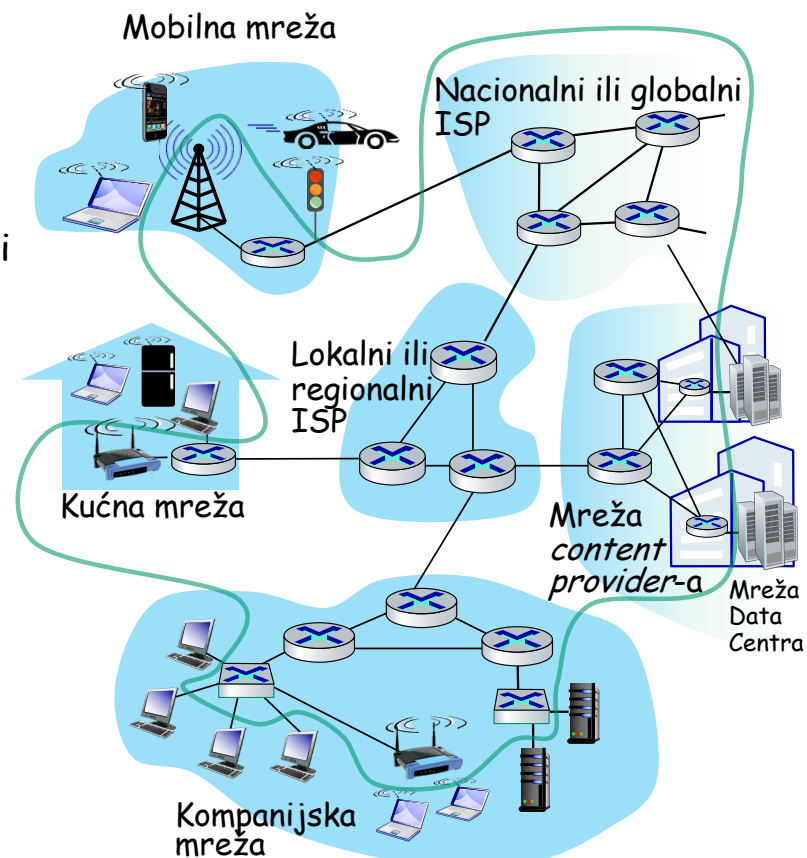 Mobilna mreža
Nacionalni ili globalni
ISP
i
Lokalni ili
regionalni
ISP
Kućna mreža
Mreža
content
provider-a
Mreža
Data
Centra
Kompanijska
mreža